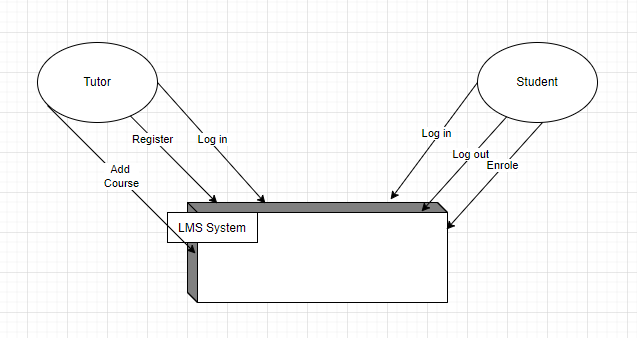 Tutor
Student
Log in
Register
Log in
Log out
Enrole
Add
Course
LMS System